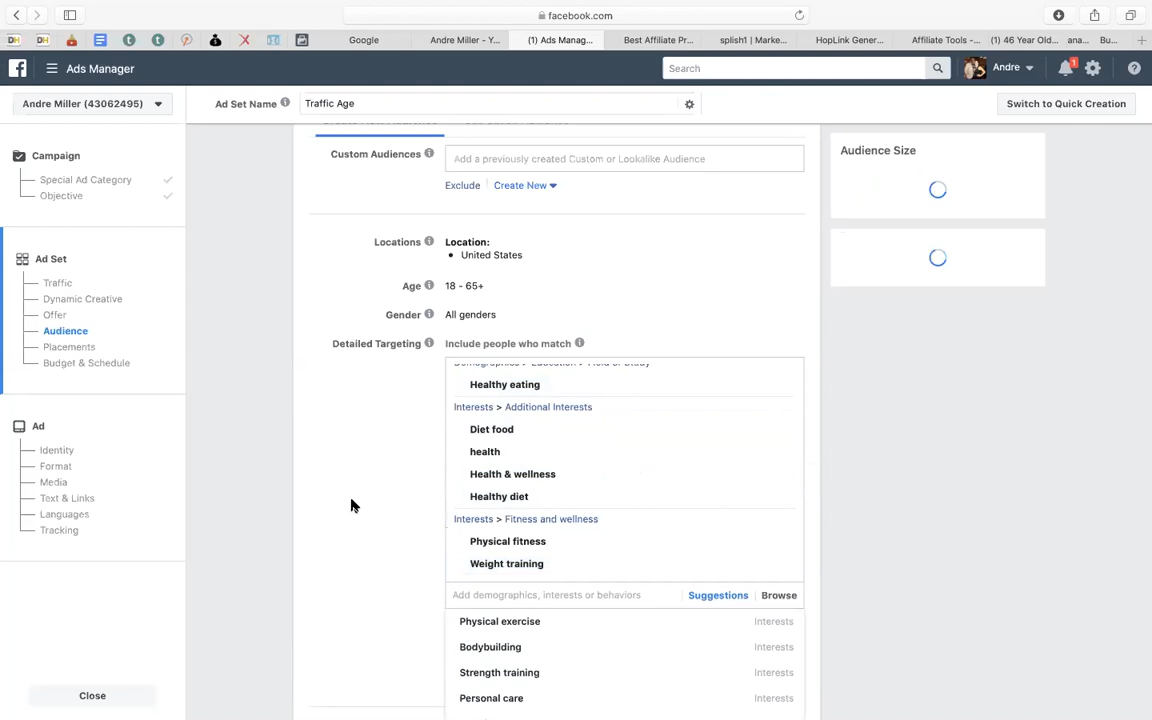 facebook.com
Google
Andre Miller - Y...
(1) Ads Manag...
Best Affiliate Pr...
splish1 | Marke...
HopLink Gener...
Affiliate Tools -...
(1) 46 Year Old...
ana...
Bu...
Ads Manager
Search
Andre
1
Andre Miller (43062495)
Ad Set Name
Traffic Age
Switch to Quick Creation
Campaign
Special Ad Category
Objective
Ad Set
Traffic
Dynamic Creative
Offer
Audience
Placements
Budget & Schedule
Ad
Identity
Format
Media
Text & Links
Languages
Tracking
Close
Custom Audiences
Add a previously created Custom or Lookalike Audience
Exclude
Create New
Locations
Location:
United States
Age
18 - 65+
Gender
All genders
Detailed Targeting
Include people who match
Demographics > Education > Field of Study
Healthy eating
Interests > Additional Interests
Diet food
health
Health & wellness
Healthy diet
Interests > Fitness and wellness
Physical fitness
Weight training
Add demographics, interests or behaviors
Suggestions
Browse
Physical exercise Interests
Bodybuilding Interests
Strength training Interests
Personal care Interests
Audience Size